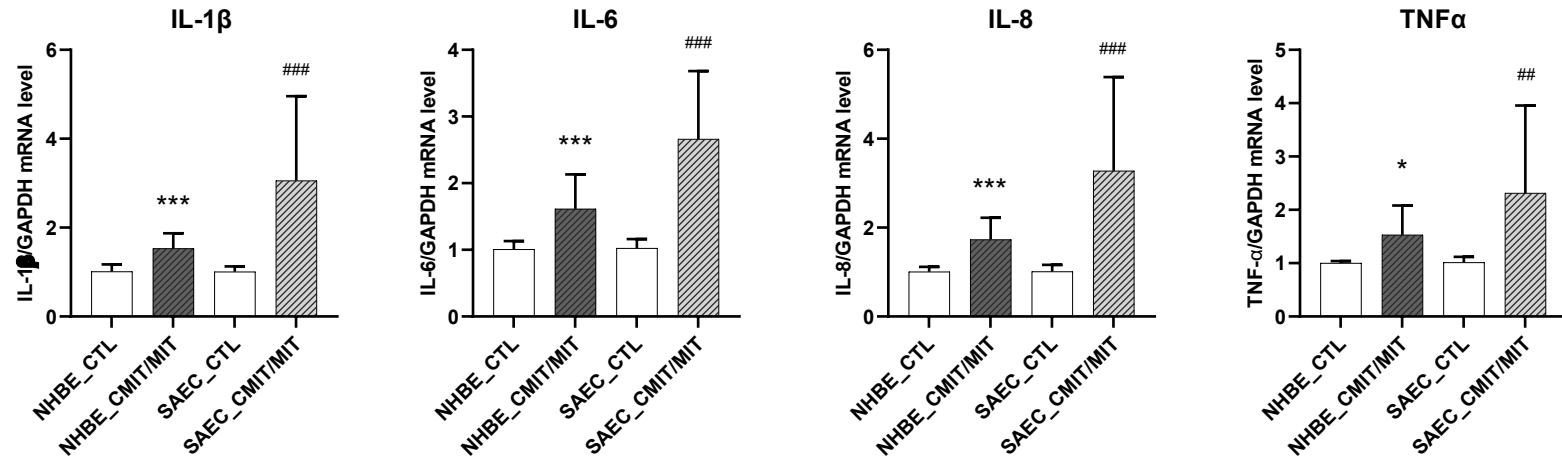 IL-1β
IL-1β/GAPDH mRNA level
6
4
2
0
***
###
NHBE_CTL
NHBE_CMIT/MIT
SAEC_CTL
SAEC_CMIT/MIT
IL-6
IL-6/GAPDH mRNA level
4
3
2
1
0
***
###
NHBE_CTL
NHBE_CMIT/MIT
SAEC_CTL
SAEC_CMIT/MIT
IL-8
IL-8/GAPDH mRNA level
6
4
2
0
***
###
NHBE_CTL
NHBE_CMIT/MIT
SAEC_CTL
SAEC_CMIT/MIT
TNFα
TNF-α/GAPDH mRNA level
5
4
3
2
1
0
*
##
NHBE_CTL
NHBE_CMIT/MIT
SAEC_CTL
SAEC_CMIT/MIT